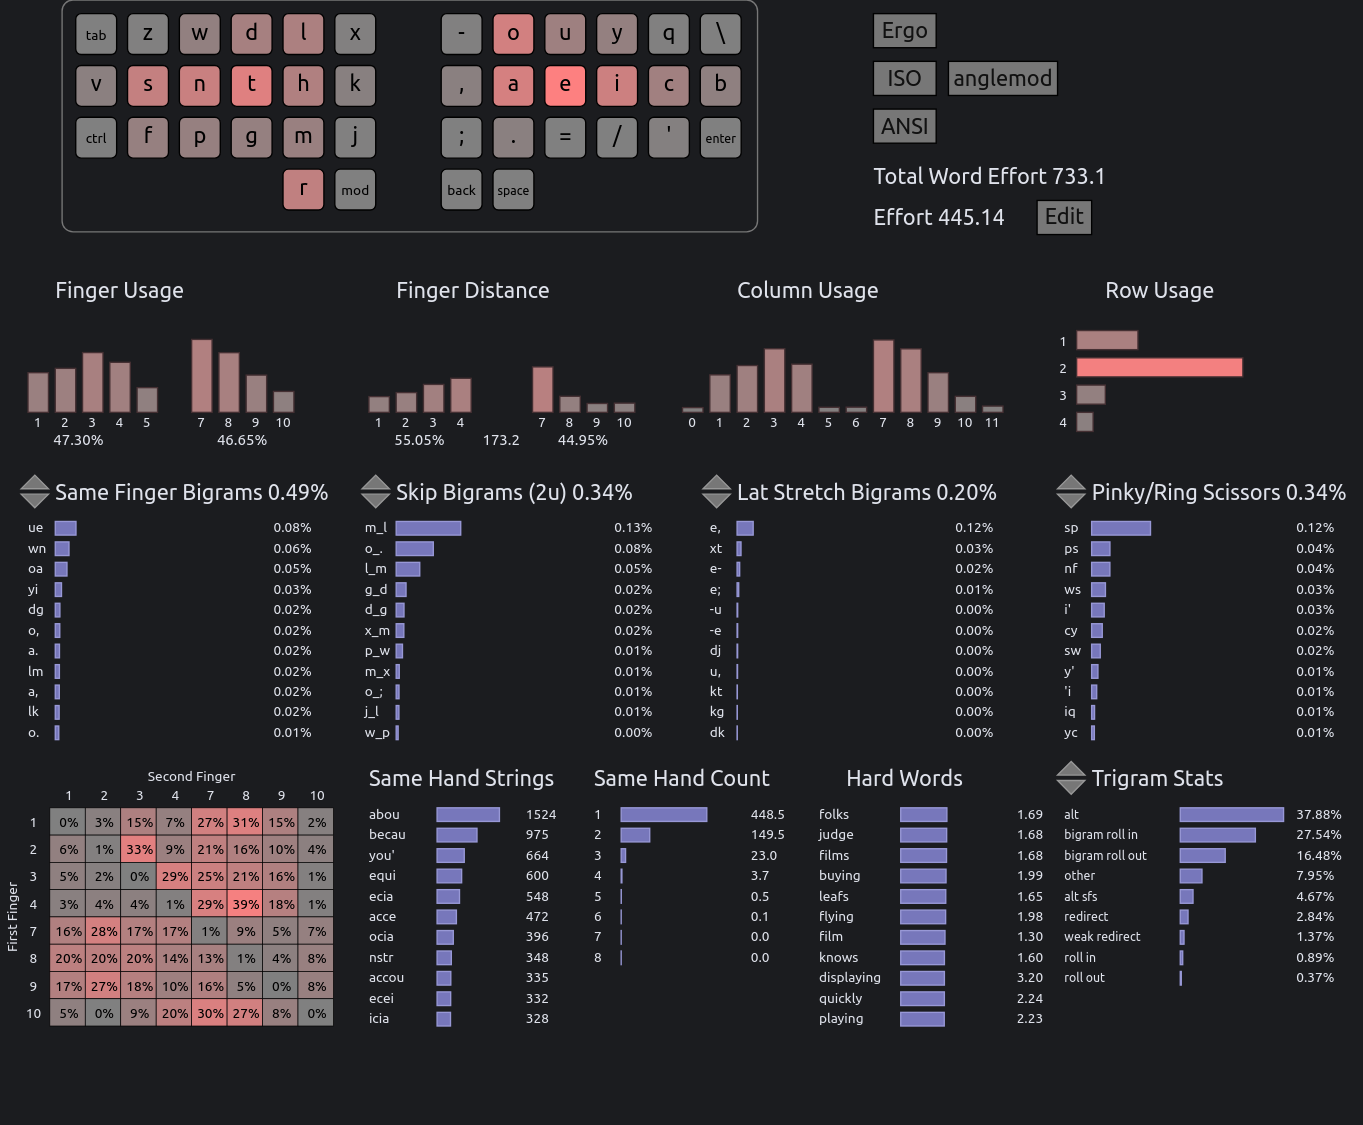 tab z w d l x - o u y q \
v s n t h k , a e i c b
ctrl f p g m j ; . = / ' enter
r mod back space
Ergo
ISO anglemod
ANSI
Total Word Effort 733.1
Effort 445.14 Edit
Finger Usage
1 2 3 4 5 7 8 9 10
47.30% 46.65%
Finger Distance
1 2 3 4 7 8 9 10
55.05% 173.2 44.95%
Column Usage
0 1 2 3 4 5 6 7 8 9 10 11
Row Usage
1
2
3
4
Same Finger Bigrams 0.49%
ue 0.08%
wn 0.06%
oa 0.05%
yi 0.03%
dg 0.02%
o, 0.02%
a. 0.02%
lm 0.02%
a, 0.02%
lk 0.02%
o. 0.01%
Skip Bigrams (2u) 0.34%
m_l 0.13%
o_. 0.08%
l_m 0.05%
g_d 0.02%
d_g 0.02%
x_m 0.02%
p_w 0.01%
m_x 0.01%
o_; 0.01%
j_l 0.01%
w_p 0.00%
Lat Stretch Bigrams 0.20%
e, 0.12%
xt 0.03%
e- 0.02%
e; 0.01%
-u 0.00%
-e 0.00%
dj 0.00%
u, 0.00%
kt 0.00%
kg 0.00%
dk 0.00%
Pinky/Ring Scissors 0.34%
sp 0.12%
ps 0.04%
nf 0.04%
ws 0.03%
i' 0.03%
cy 0.02%
sw 0.02%
y' 0.01%
'i 0.01%
iq 0.01%
yc 0.01%
Second Finger
1 2 3 4 7 8 9 10
First Finger
1 0% 3% 15% 7% 27% 31% 15% 2%
2 6% 1% 33% 9% 21% 16% 10% 4%
3 5% 2% 0% 29% 25% 21% 16% 1%
4 3% 4% 4% 1% 29% 39% 18% 1%
7 16% 28% 17% 17% 1% 9% 5% 7%
8 20% 20% 20% 14% 13% 1% 4% 8%
9 17% 27% 18% 10% 16% 5% 0% 8%
10 5% 0% 9% 20% 30% 27% 8% 0%
Same Hand Strings
abou 1524
becau 975
you' 664
equi 600
ecia 548
acce 472
ocia 396
nstr 348
accou 335
ecei 332
icia 328
Same Hand Count
1 448.5
2 149.5
3 23.0
4 3.7
5 0.5
6 0.1
7 0.0
8 0.0
Hard Words
folks 1.69
judge 1.68
films 1.68
buying 1.99
leafs 1.65
flying 1.98
film 1.30
knows 1.60
displaying 3.20
quickly 2.24
playing 2.23
Trigram Stats
alt 37.88%
bigram roll in 27.54%
bigram roll out 16.48%
other 7.95%
alt sfs 4.67%
redirect 2.84%
weak redirect 1.37%
roll in 0.89%
roll out 0.37%